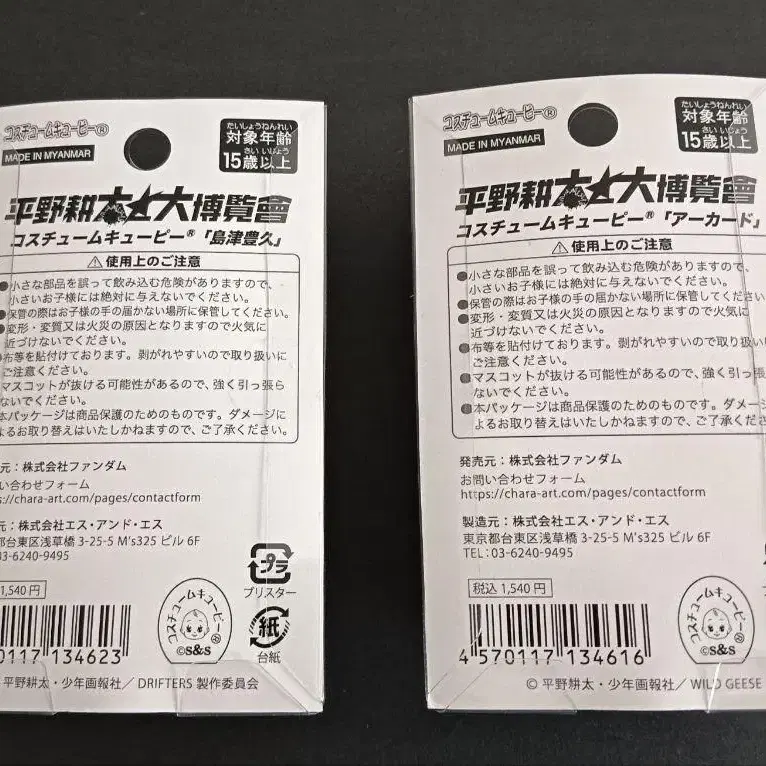 コスチュームキューピー®
MADE IN MYANMAR
たいしょうねんれい
対象年齢
さい いじょう
15歳以上
平野耕太☆大博覧會
コスチュームキューピー®「島津豊久」
⚠使用上のご注意
●小さな部品を誤って飲み込む危険がありますので、
小さいお子様には絶対に与えないでください。
●保管の際はお子様の手の届かない場所に保管してください。
●変形・変質又は火災の原因となりますので火気に
近づけないでください。
●布等を貼付けております。剥がれやすいので取り扱いに
ご注意ください。
マスコットが抜ける可能性があるので、強く引っ張ら
ないでください。
本パッケージは商品保護のためのものです。ダメージに
よるお取り替えはいたしかねますので、ご了承ください。
元：株式会社ファンダム
い合わせフォーム
s://chara-art.com/pages/contactform
元：株式会社エス・アンド・エス
都台東区浅草橋 3-25-5 M's325 ビル 6F
03-6240-9495
プラ
ブリスター
1,540 円
コスチュームキューピー®
©S&S
紙
台紙
0117 134623
平野耕太・少年画報社／ DRIFTERS 製作委員会
コスチュームキューピー®
MADE IN MYANMAR
たいしょうねんれい
対象年齢
さい いじょう
15歳以上
平野耕太☆大博覧會
コスチュームキューピー®「アーカード」
⚠使用上のご注意
●小さな部品を誤って飲み込む危険がありますので、
小さいお子様には絶対に与えないでください。
●保管の際はお子様の手の届かない場所に保管してください
●変形・変質又は火災の原因となりますので火気に
近づけないでください。
●布等を貼付けております。剥がれやすいので取り扱い
ご注意ください。
●マスコットが抜ける可能性があるので、強く引っ張
ないでください。
●本パッケージは商品保護のためのものです。ダメージ
よるお取り替えはいたしかねますので、ご了承くださ
発売元：株式会社ファンダム
お問い合わせフォーム
https://chara-art.com/pages/contactform
製造元：株式会社エス・アンド・エス
東京都台東区浅草橋 3-25-5 M's325 ビル 6F
TEL：03-6240-9495
税込 1,540 円
コスチュームキューピー®
©S&S
4 570117 134616
© 平野耕太・少年画報社／ WILD GEESE